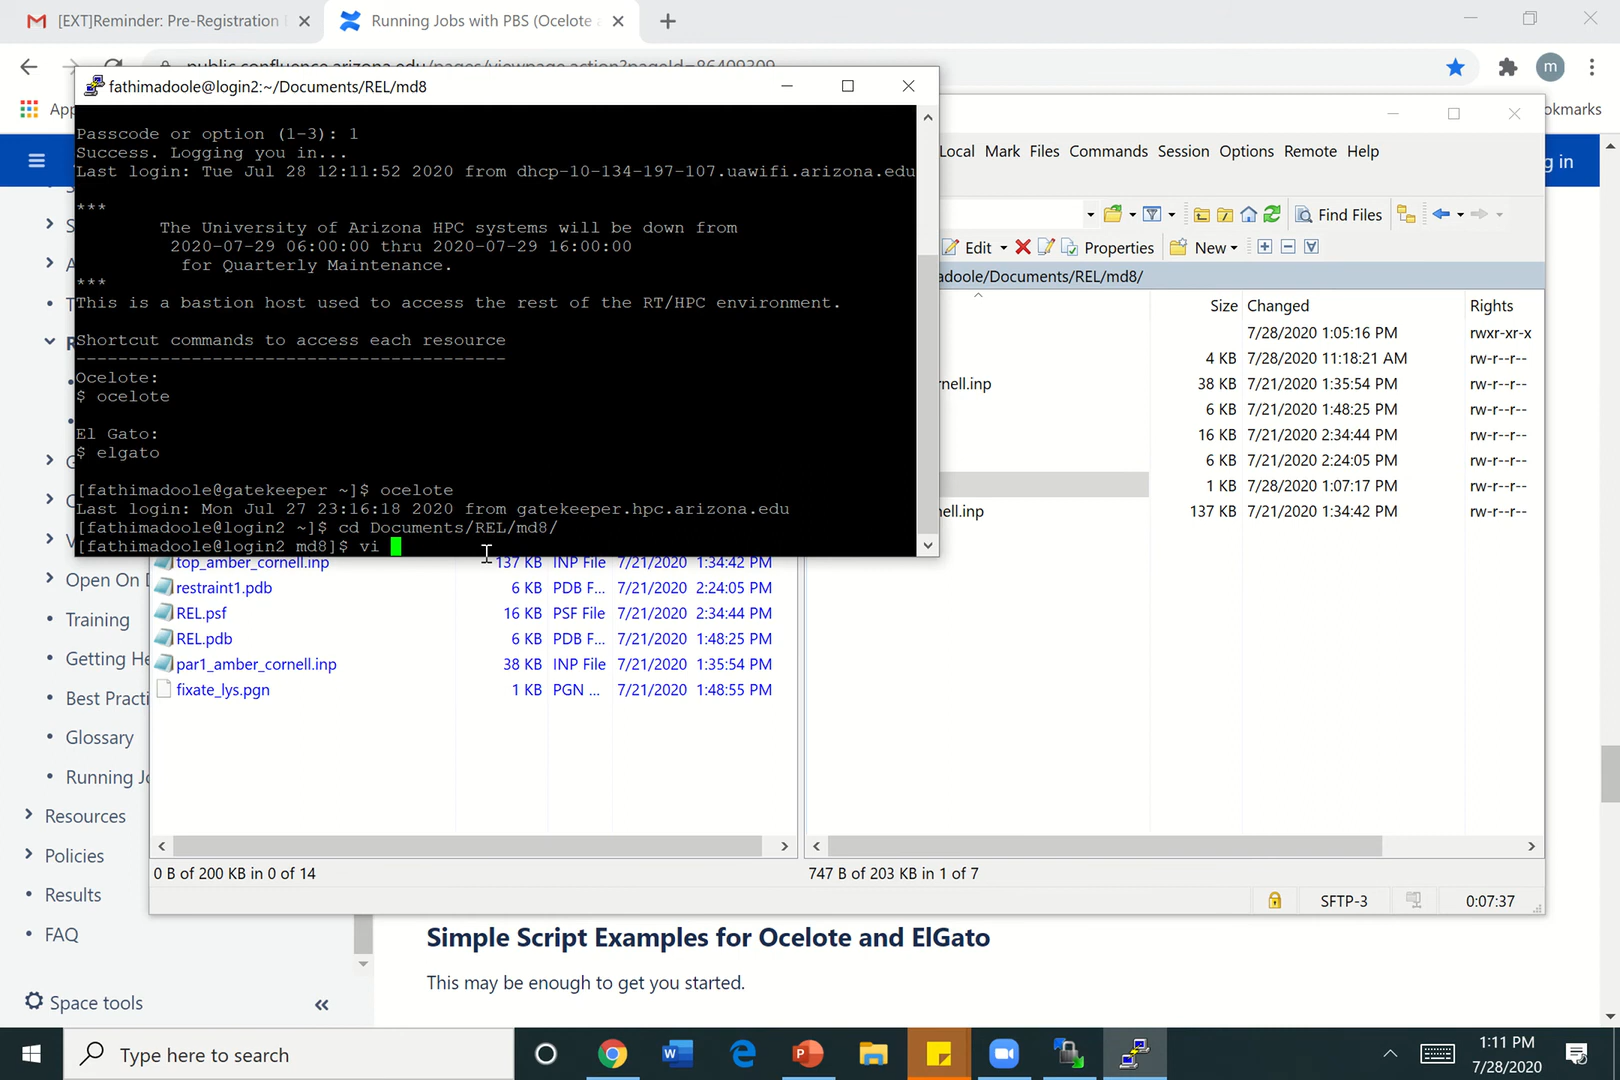 [EXT]Reminder: Pre-Registration
Running Jobs with PBS (Ocelote
public.confluence.arizona.edu/pages/viewpage.action?pageId=86409309
m
App
okmarks
g in
fathimadoole@login2:~/Documents/REL/md8
Passcode or option (1-3): 1
Success. Logging you in...
Last login: Tue Jul 28 12:11:52 2020 from dhcp-10-134-197-107.uawifi.arizona.edu
***
The University of Arizona HPC systems will be down from
2020-07-29 06:00:00 thru 2020-07-29 16:00:00
for Quarterly Maintenance.
***
This is a bastion host used to access the rest of the RT/HPC environment.
Shortcut commands to access each resource
-----------------------------------------
Ocelote:
$ ocelote
El Gato:
$ elgato
[fathimadoole@gatekeeper ~]$ ocelote
Last login: Mon Jul 27 23:16:18 2020 from gatekeeper.hpc.arizona.edu
[fathimadoole@login2 ~]$ cd Documents/REL/md8/
[fathimadoole@login2 md8]$ vi
Local Mark Files Commands Session Options Remote Help
Find Files
Edit Properties New
adoole/Documents/REL/md8/
Size Changed Rights
7/28/2020 1:05:16 PM rwxr-xr-x
4 KB 7/28/2020 11:18:21 AM rw-r--r--
rnell.inp 38 KB 7/21/2020 1:35:54 PM rw-r--r--
6 KB 7/21/2020 1:48:25 PM rw-r--r--
16 KB 7/21/2020 2:34:44 PM rw-r--r--
6 KB 7/21/2020 2:24:05 PM rw-r--r--
1 KB 7/28/2020 1:07:17 PM rw-r--r--
nell.inp 137 KB 7/21/2020 1:34:42 PM rw-r--r--
top_amber_cornell.inp 137 KB INP File 7/21/2020 1:34:42 PM
restraint1.pdb 6 KB PDB F... 7/21/2020 2:24:05 PM
REL.psf 16 KB PSF File 7/21/2020 2:34:44 PM
REL.pdb 6 KB PDB F... 7/21/2020 1:48:25 PM
par1_amber_cornell.inp 38 KB INP File 7/21/2020 1:35:54 PM
fixate_lys.pgn 1 KB PGN ... 7/21/2020 1:48:55 PM
0 B of 200 KB in 0 of 14
747 B of 203 KB in 1 of 7
SFTP-3 0:07:37
Open On D
Training
Getting He
Best Practi
Glossary
Running Jo
Resources
Policies
Results
FAQ
Space tools
Simple Script Examples for Ocelote and ElGato
This may be enough to get you started.
Type here to search
1:11 PM
7/28/2020